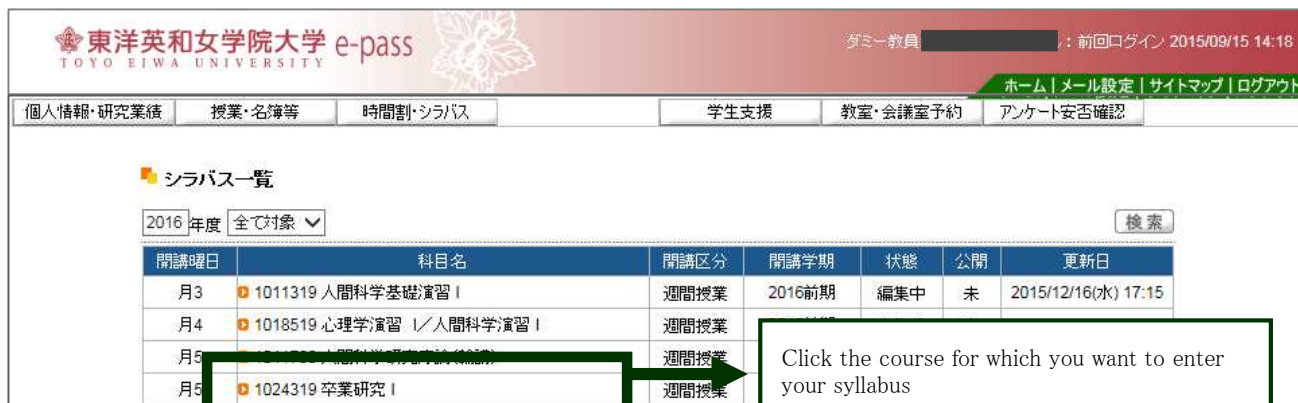 東洋英和女学院大学 e-pass
TOYO EIWA UNIVERSITY
ダミー教員 : 前回ログイン 2015/09/15 14:18
ホーム | メール設定 | サイトマップ | ログアウト
個人情報・研究業績 授業・名簿等 時間割・シラバス 学生支援 教室・会議室予約 アンケート安否確認
シラバス一覧
2016 年度 全て対象 検索
開講曜日 科目名 開講区分 開講学期 状態 公開 更新日
月3 1011319 人間科学基礎演習 I 週間授業 2016前期 編集中 未 2015/12/16(水) 17:15
月4 1018519 心理学演習 I/人間科学演習 I 週間授業
月5 週間授業
月5 1024319 卒業研究 I 週間授業
Click the course for which you want to enter
your syllabus